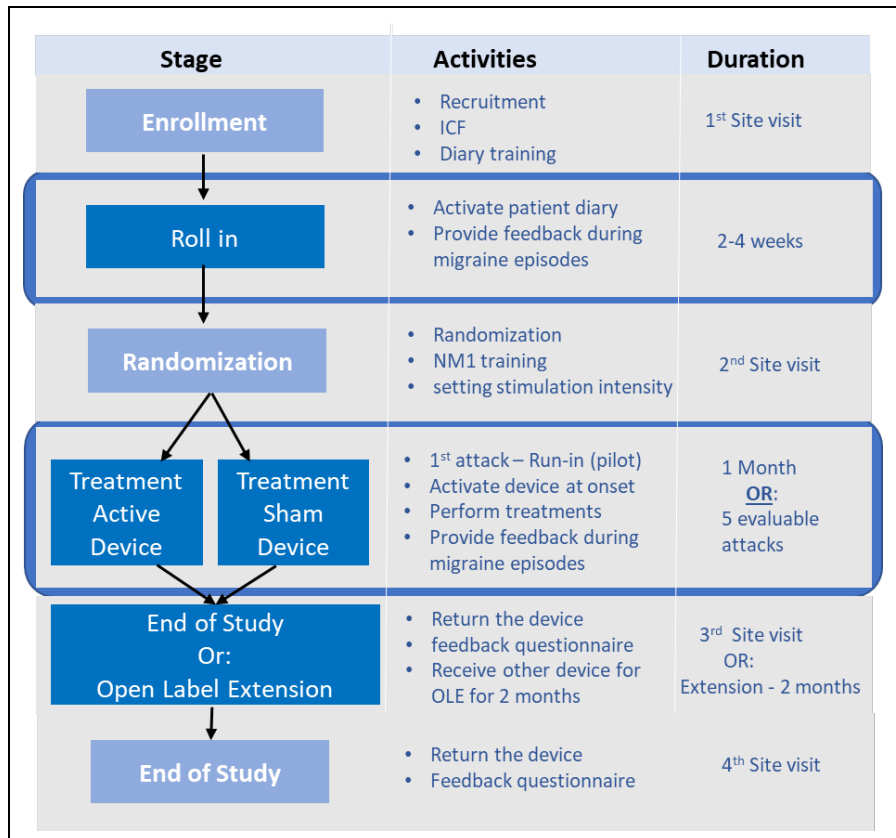 Stage Activities Duration
Enrollment
• Recruitment
• ICF
• Diary training
1st Site visit
Roll in
• Activate patient diary
• Provide feedback during
migraine episodes
2-4 weeks
Randomization
• Randomization
• NM1 training
• setting stimulation intensity
2nd Site visit
Treatment
Active
Device
Treatment
Sham
Device
• 1st attack – Run-in (pilot)
• Activate device at onset
• Perform treatments
• Provide feedback during
migraine episodes
1 Month
OR:
5 evaluable
attacks
End of Study
Or:
Open Label Extension
• Return the device
• feedback questionnaire
• Receive other device for
OLE for 2 months
3rd Site visit
OR:
Extension - 2 months
End of Study
• Return the device
• Feedback questionnaire
4th Site visit